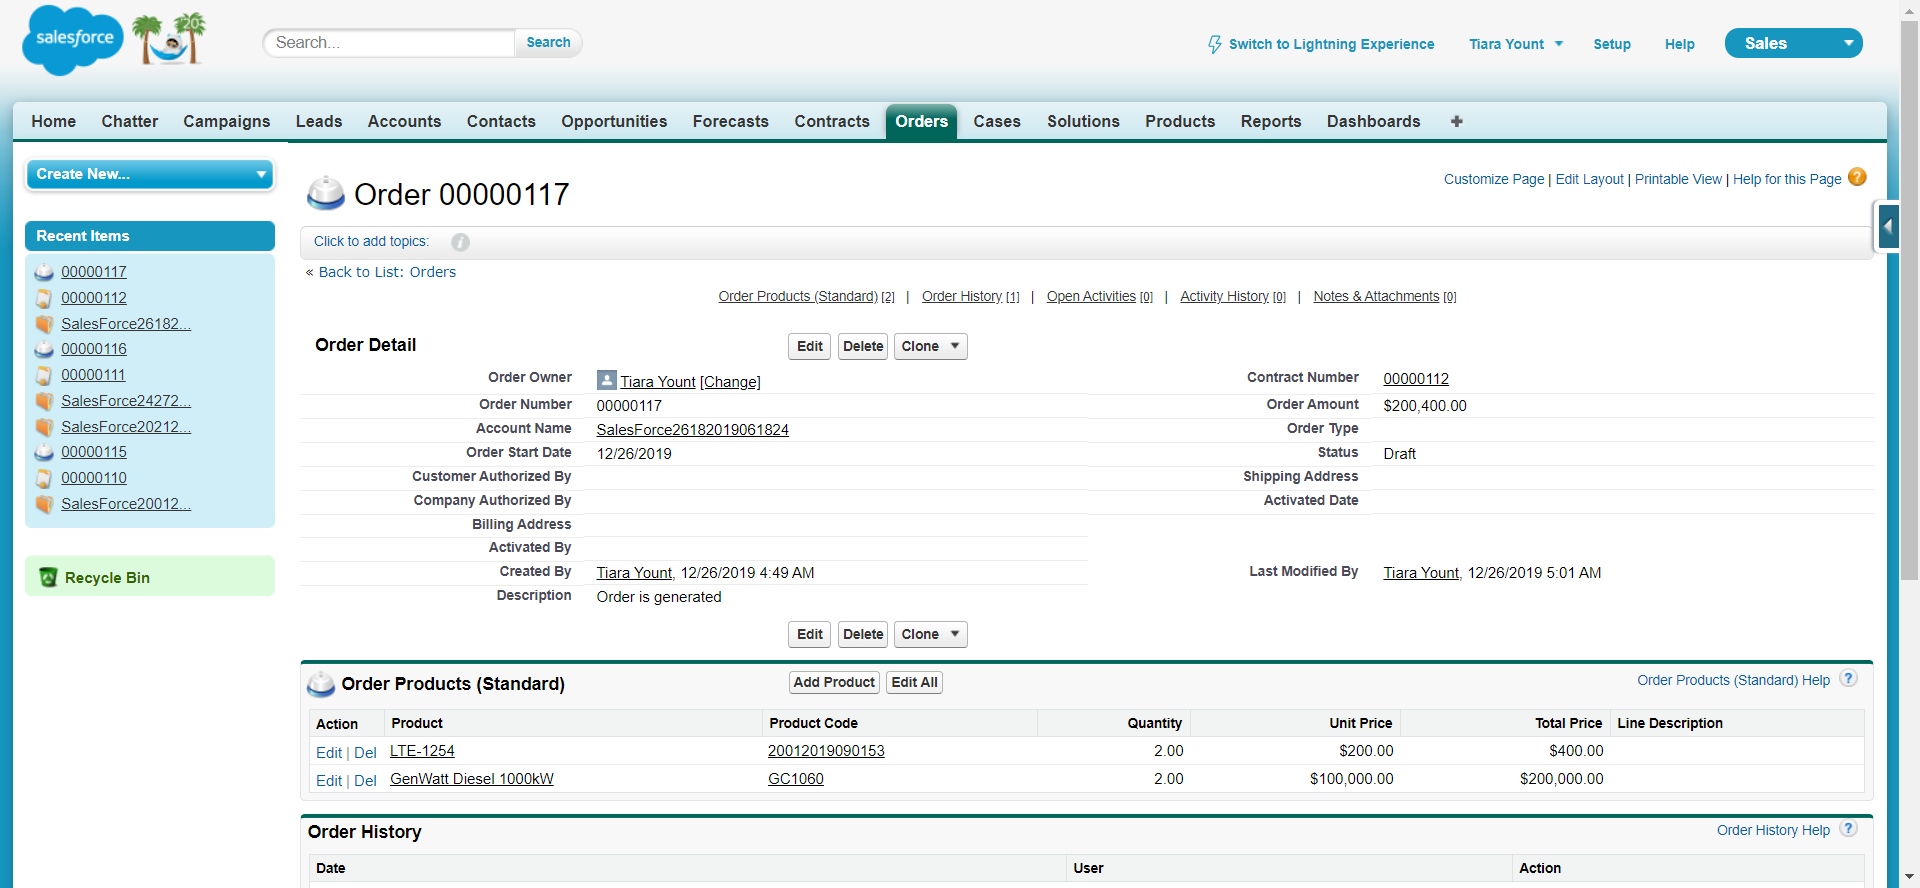 salesforce
20
Search...
Search
Switch to Lightning Experience
Tiara Yount
Setup
Help
Sales
Home
Chatter
Campaigns
Leads
Accounts
Contacts
Opportunities
Forecasts
Contracts
Orders
Cases
Solutions
Products
Reports
Dashboards
+
Create New...
Recent Items
00000117
00000112
SalesForce26182...
00000116
00000111
SalesForce24272...
SalesForce20212...
00000115
00000110
SalesForce20012...
Recycle Bin
Order 00000117
Customize Page | Edit Layout | Printable View | Help for this Page ?
Click to add topics: i
« Back to List: Orders
Order Products (Standard) [2] | Order History [1] | Open Activities [0] | Activity History [0] | Notes & Attachments [0]
Order Detail
Edit
Delete
Clone
Order Owner Tiara Yount [Change]
Contract Number 00000112
Order Number 00000117
Order Amount $200,400.00
Account Name SalesForce26182019061824
Order Type
Order Start Date 12/26/2019
Status Draft
Customer Authorized By
Shipping Address
Company Authorized By
Activated Date
Billing Address
Activated By
Created By Tiara Yount, 12/26/2019 4:49 AM
Last Modified By Tiara Yount, 12/26/2019 5:01 AM
Description Order is generated
Edit
Delete
Clone
Order Products (Standard)
Add Product
Edit All
Order Products (Standard) Help ?
Action Product Product Code Quantity Unit Price Total Price Line Description
Edit | Del LTE-1254 20012019090153 2.00 $200.00 $400.00
Edit | Del GenWatt Diesel 1000kW GC1060 2.00 $100,000.00 $200,000.00
Order History
Order History Help ?
Date User Action